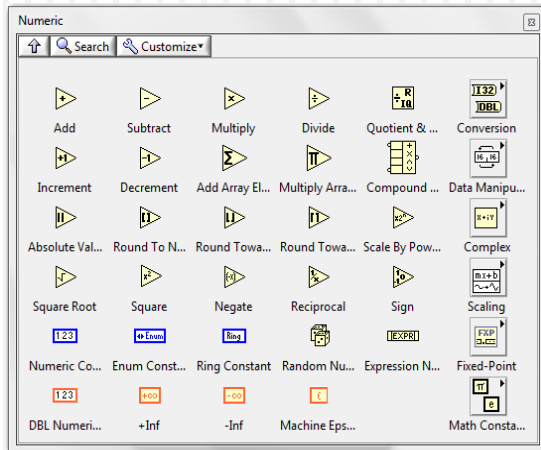 Numeric
Search Customize
Add Subtract Multiply Divide Quotient & ... Conversion
Increment Decrement Add Array El... Multiply Arra... Compound ... Data Manipu...
Absolute Val... Round To N... Round Towa... Round Towa... Scale By Pow... Complex
Square Root Square Negate Reciprocal Sign Scaling
Numeric Co... Enum Const... Ring Constant Random Nu... Expression N... Fixed-Point
DBL Numeri... +Inf -Inf Machine Eps... Math Consta...